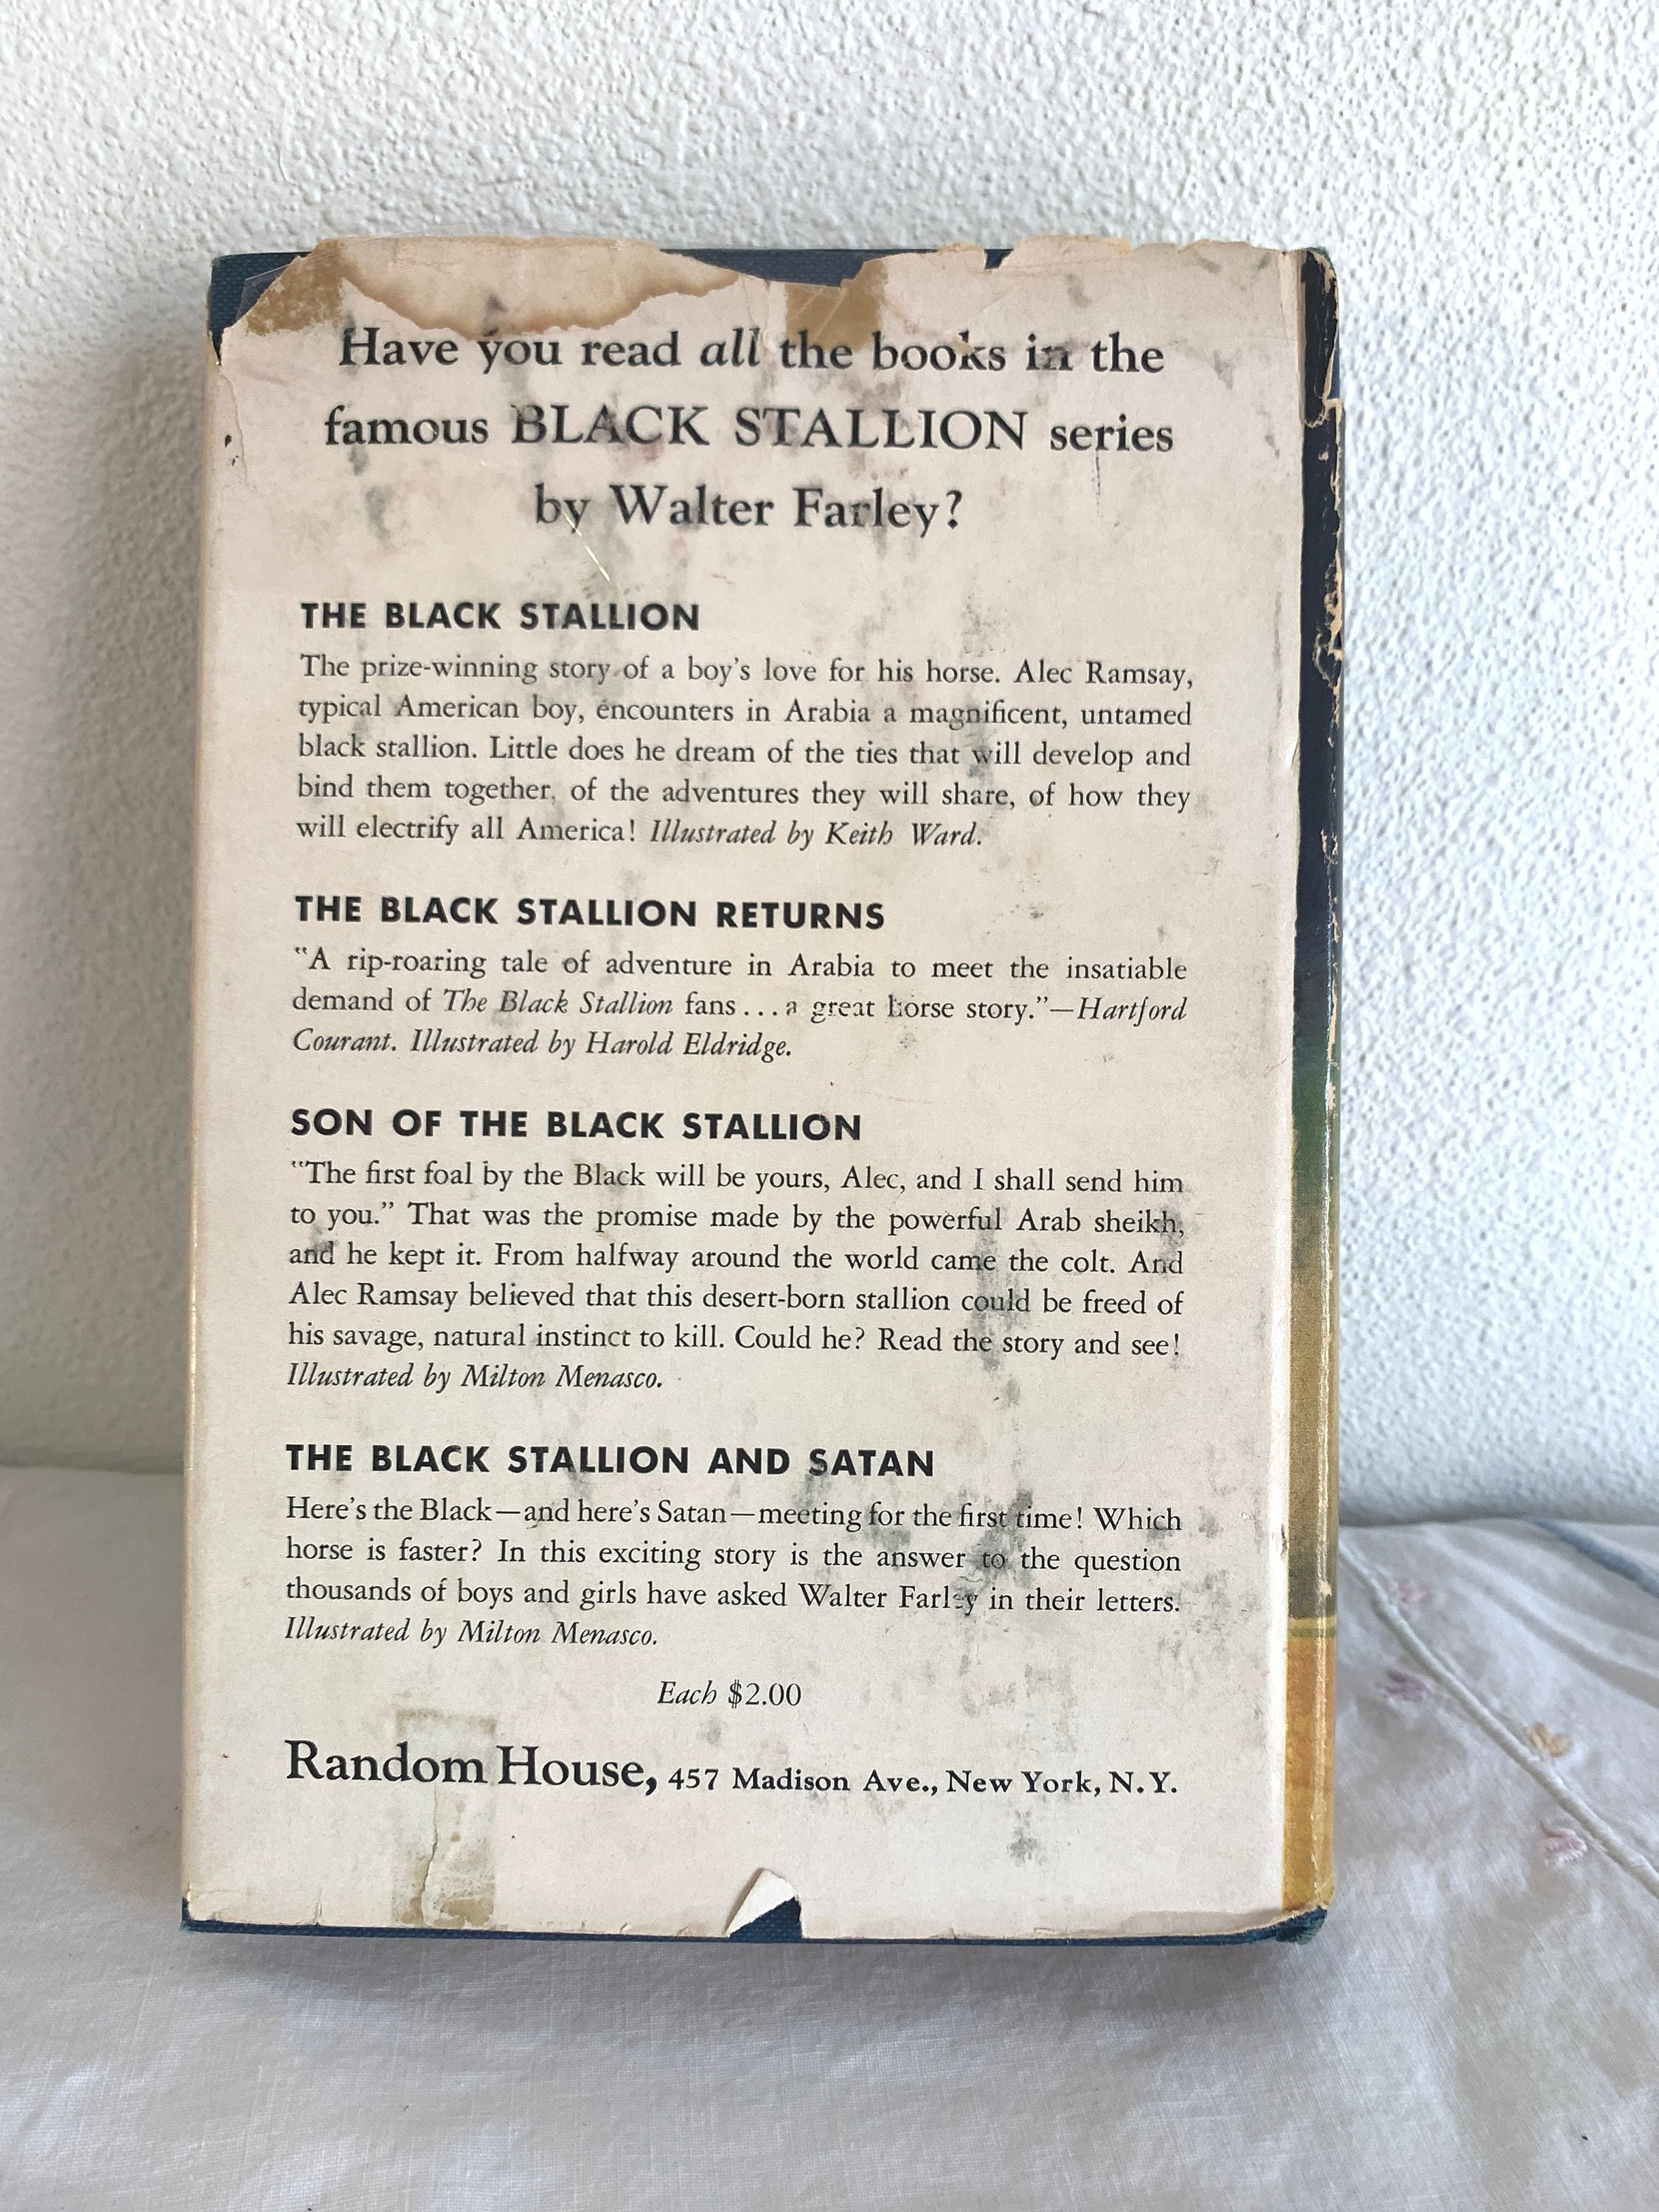 Have you read all the books in the
famous BLACK STALLION series
by Walter Farley?
THE BLACK STALLION
The prize-winning story of a boy's love for his horse. Alec Ramsay,
typical American boy, encounters in Arabia a magnificent, untamed
black stallion. Little does he dream of the ties that will develop and
bind them together, of the adventures they will share, of how they
will electrify all America! Illustrated by Keith Ward.
THE BLACK STALLION RETURNS
"A rip-roaring tale of adventure in Arabia to meet the insatiable
demand of The Black Stallion fans...a great horse story."—Hartford
Courant. Illustrated by Harold Eldridge.
SON OF THE BLACK STALLION
"The first foal by the Black will be yours, Alec, and I shall send him
to you." That was the promise made by the powerful Arab sheikh,
and he kept it. From halfway around the world came the colt. And
Alec Ramsay believed that this desert-born stallion could be freed of
his savage, natural instinct to kill. Could he? Read the story and see!
Illustrated by Milton Menasco.
THE BLACK STALLION AND SATAN
Here's the Black—and here's Satan—meeting for the first time! Which
horse is faster? In this exciting story is the answer to the question
thousands of boys and girls have asked Walter Farley in their letters.
Illustrated by Milton Menasco.
Each $2.00
Random House, 457 Madison Ave., New York, N.Y.